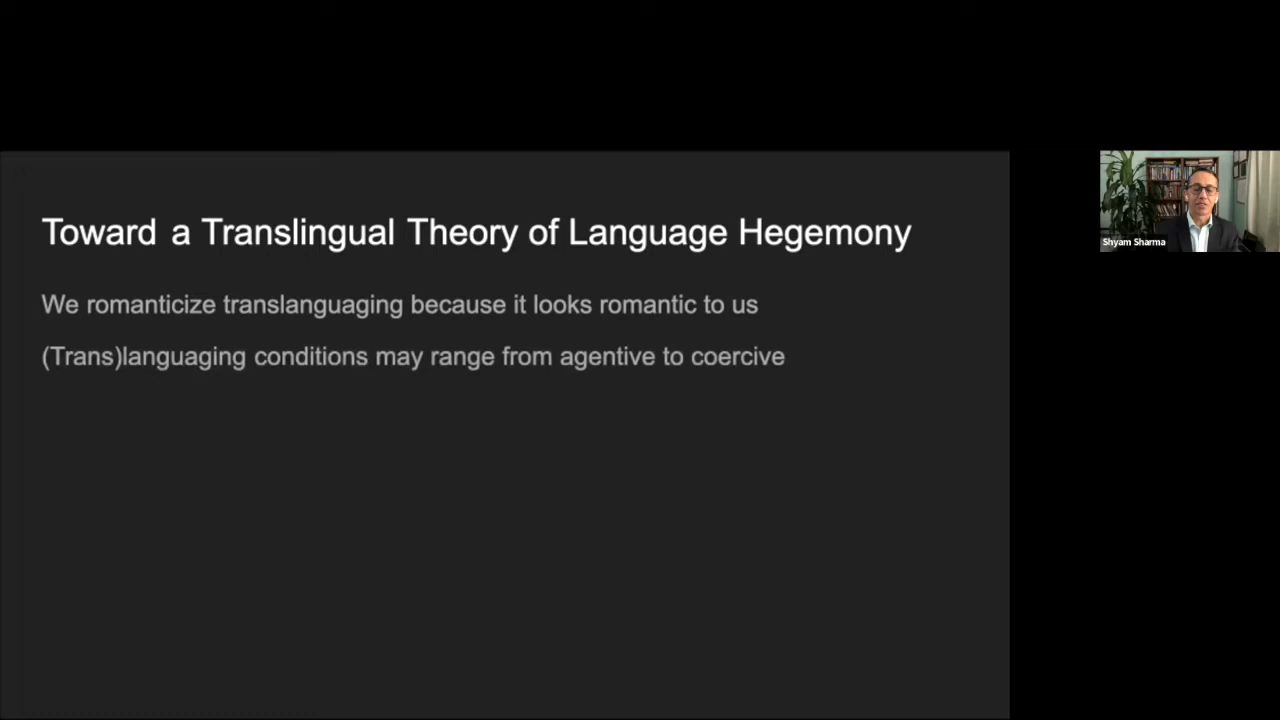 Toward a Translingual Theory of Language Hegemony
We romanticize translanguaging because it looks romantic to us
(Trans)languaging conditions may range from agentive to coercive
Shyam Sharma